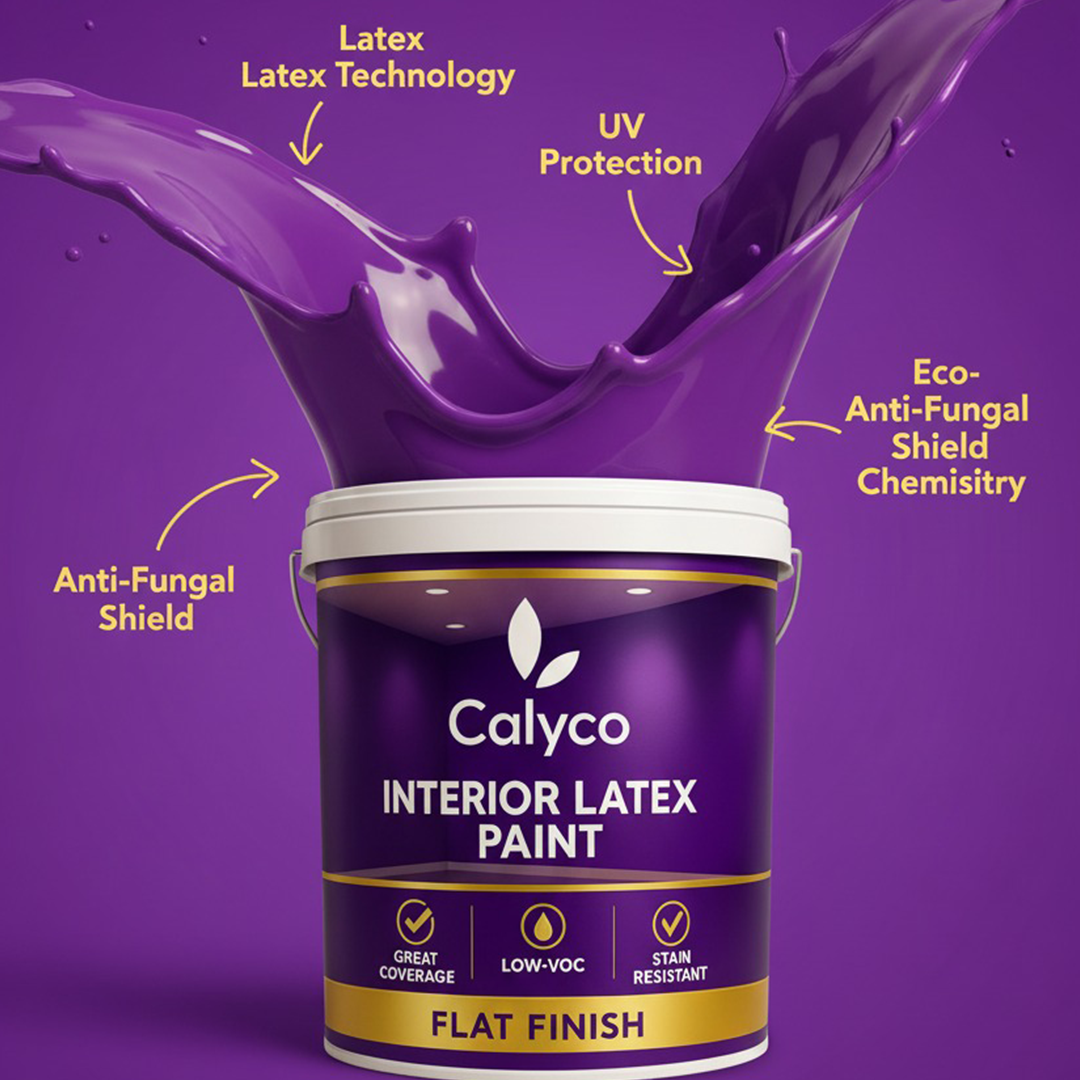 Latex
Latex Technology
UV
Protection
Eco-
Anti-Fungal
Shield
Chemisitry
Anti-Fungal
Shield
Calyco
INTERIOR LATEX
PAINT
GREAT
COVERAGE
LOW-VOC
STAIN
RESISTANT
FLAT FINISH